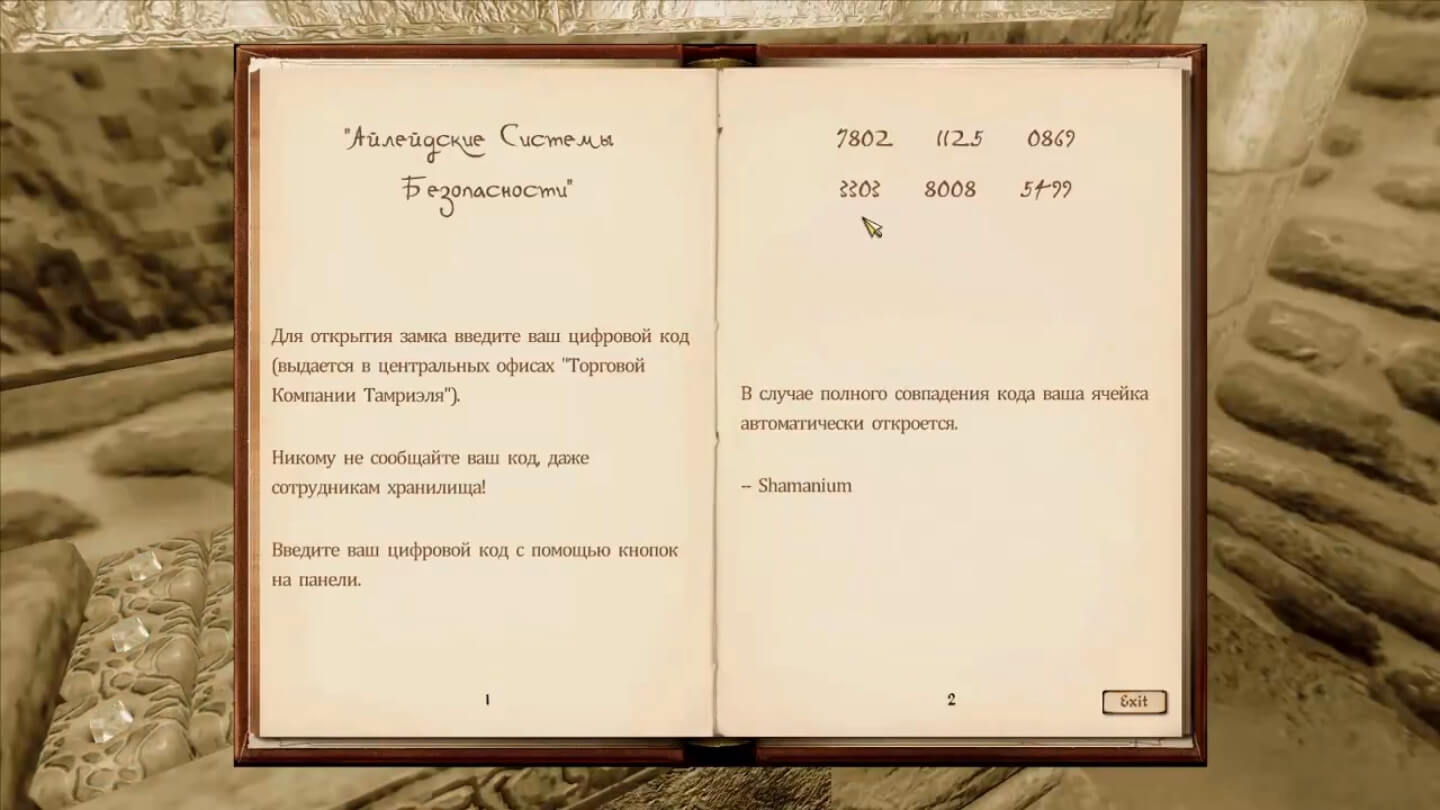 "Айлейдские Системы
Безопасности"
Для открытия замка введите ваш цифровой код
(выдается в центральных офисах "Торговой
Компании Тамриэля").
Никому не сообщайте ваш код, даже
сотрудникам хранилища!
Введите ваш цифровой код с помощью кнопок
на панели.
1
7802 1125 0869
3303 8008 5499
В случае полного совпадения кода ваша ячейка
автоматически откроется.
-- Shamanium
2
Exit